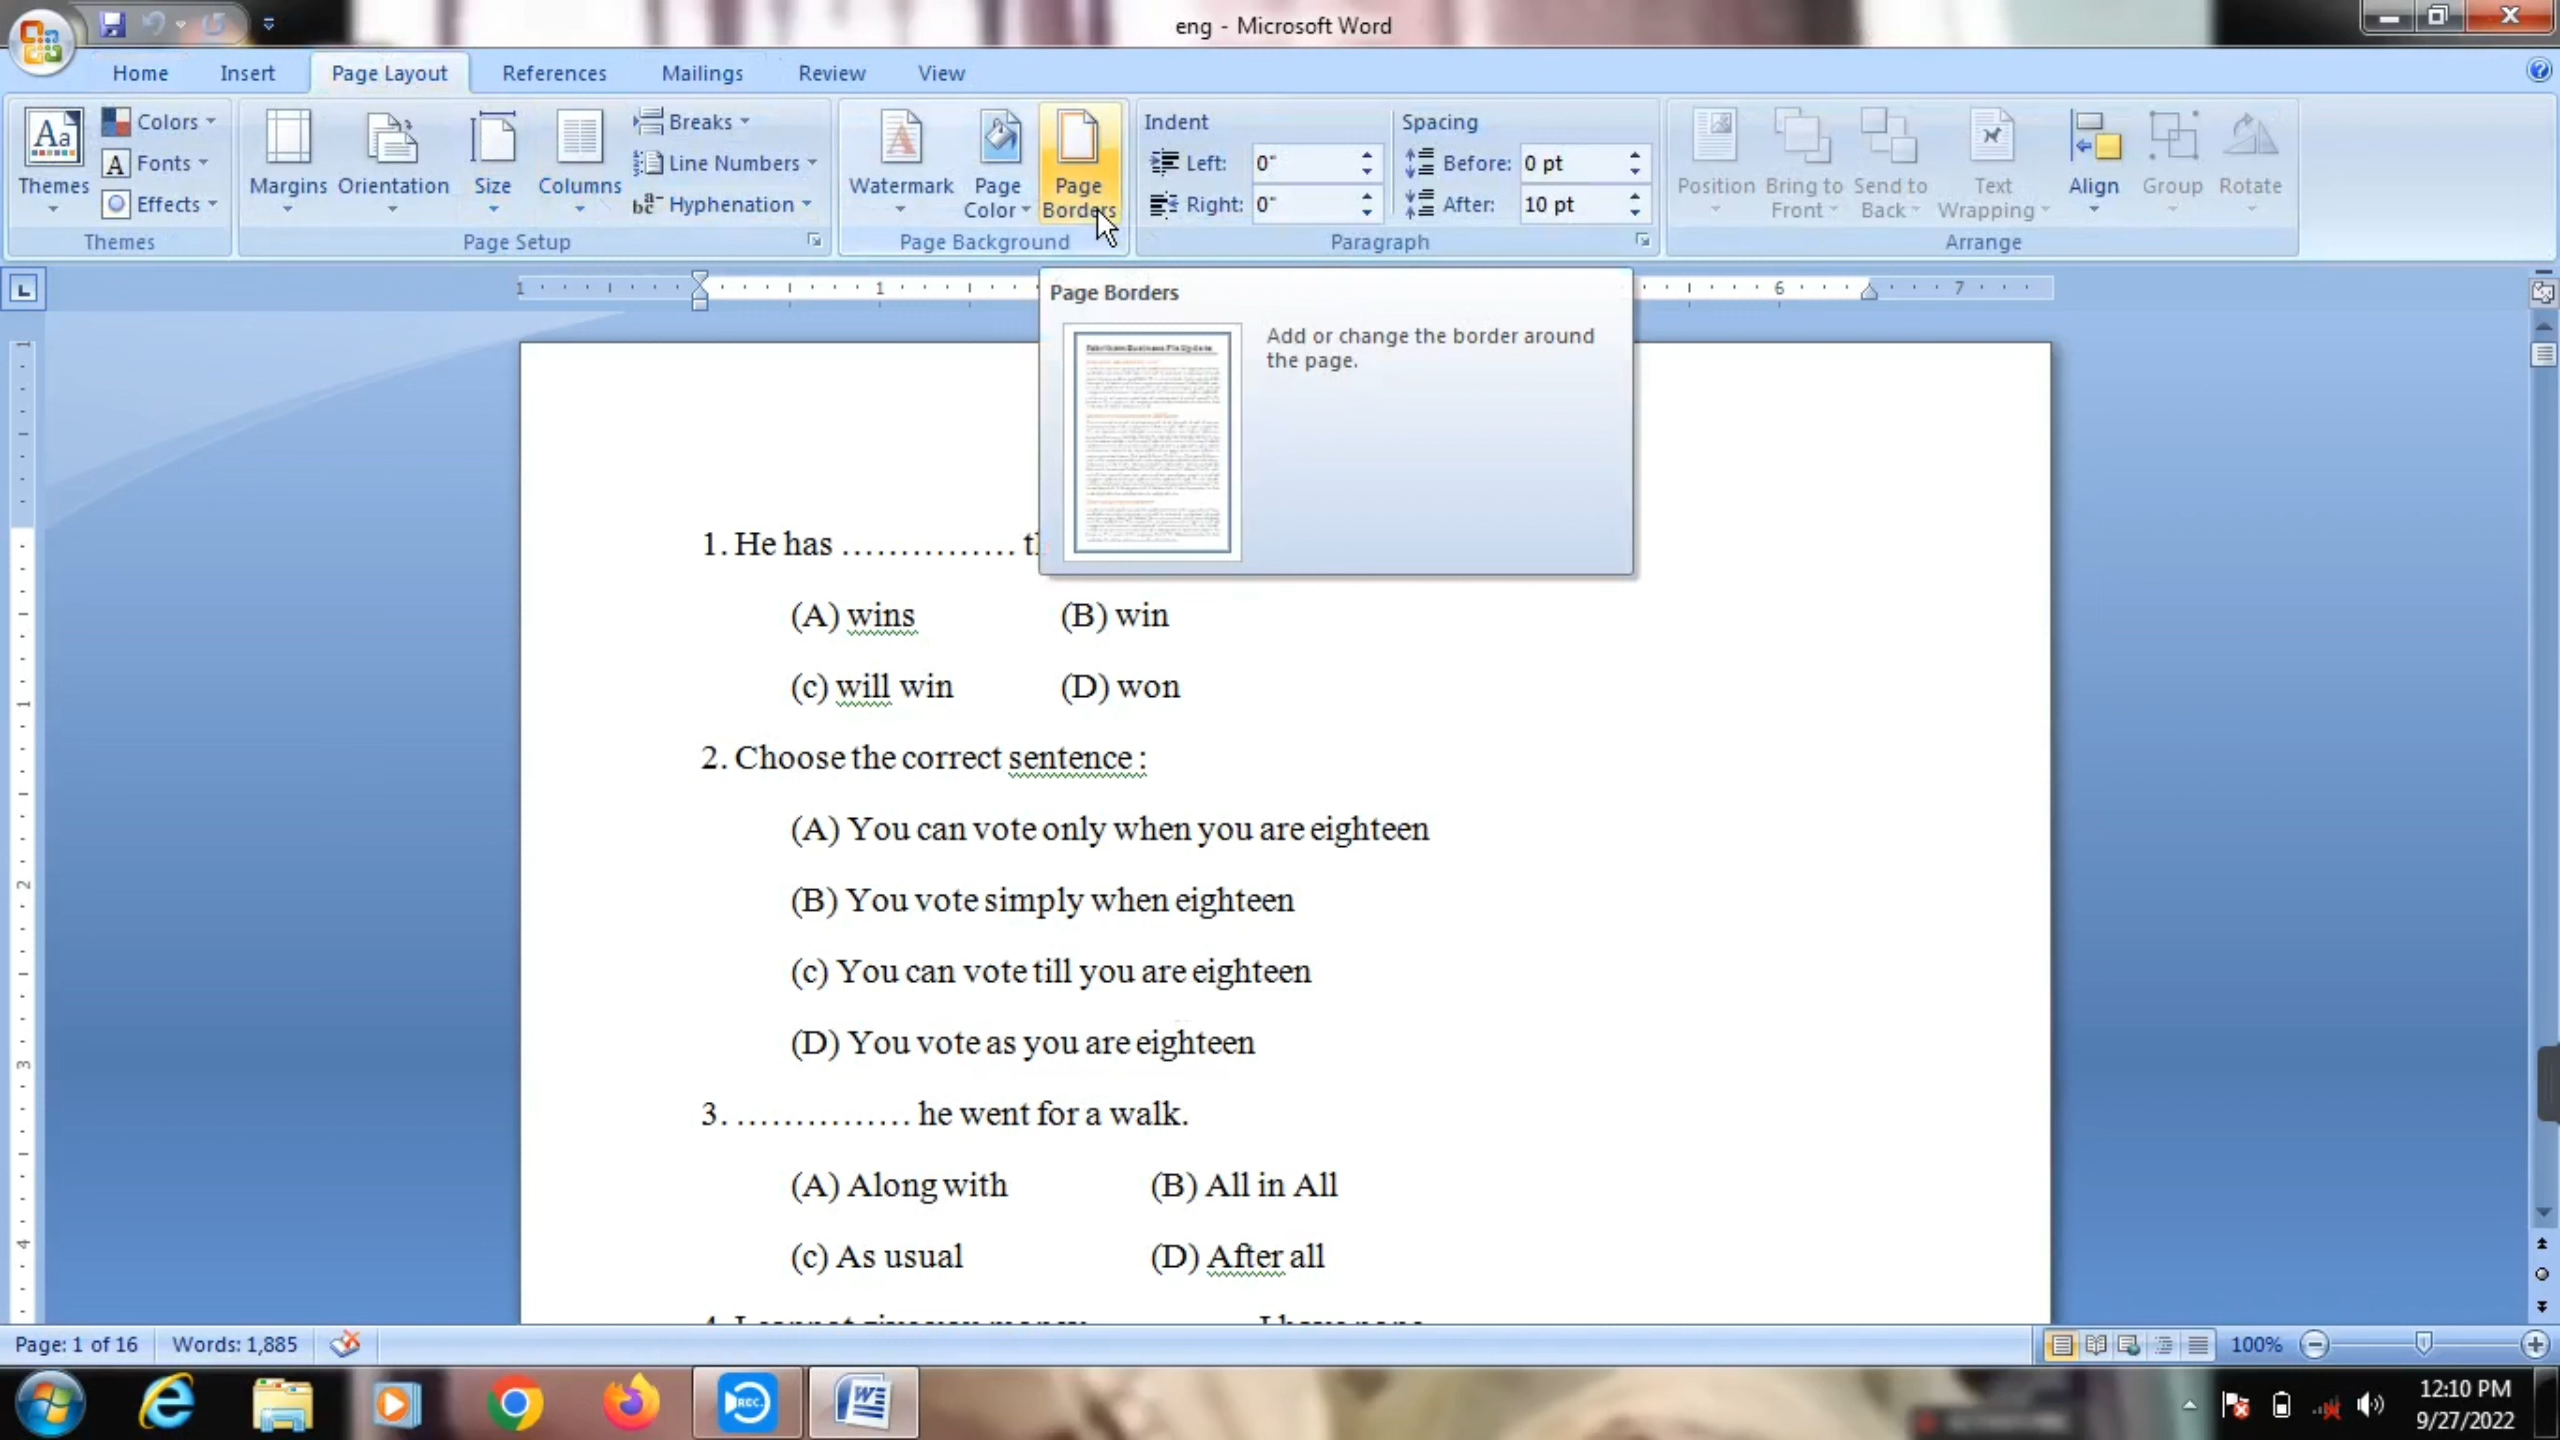 eng - Microsoft Word
Home Insert Page Layout References Mailings Review View
Themes
Colors
Fonts
Effects
Themes
Margins
Orientation
Size
Columns
Breaks
Line Numbers
Hyphenation
Page Setup
Watermark
Page Color
Page Borders
Page Background
Indent
Left: 0"
Right: 0"
Spacing
Before: 0 pt
After: 10 pt
Paragraph
Position
Bring to Front
Send to Back
Text Wrapping
Align
Group
Rotate
Arrange
1 1 6 7
Page Borders
Add or change the border around
the page.
1. He has ……………
(A) wins (B) win
(c) will win (D) won
2. Choose the correct sentence :
(A) You can vote only when you are eighteen
(B) You vote simply when eighteen
(c) You can vote till you are eighteen
(D) You vote as you are eighteen
3. …………… he went for a walk.
(A) Along with (B) All in All
(c) As usual (D) After all
Page: 1 of 16 Words: 1,885 100%
REC
12:10 PM
9/27/2022